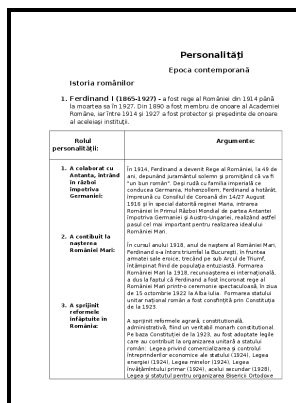 Personalități
Epoca contemporană
Istoria românilor
1. Ferdinand I (1865-1927) – a fost rege al României din 1914 până
la moartea sa în 1927. Din 1890 a fost membru de onoare al Academiei
Române, iar între 1914 și 1927 a fost protector și președinte de onoare
al aceleiași instituții.
Rolul
personalității:
Argumente:
1. A colaborat cu
Antanta, intrând
în război
împotriva
Germaniei:
În 1914, Ferdinand a devenit Rege al României, la 49 de
ani, depunând jurământul solemn și promițând că va fi
"un bun român". Deși rudă cu familia imperială ce
conducea Germania, Hohenzollern, Ferdinand a hotărât,
împreună cu Consiliul de Coroană din 14/27 August
1916 și în special datorită reginei Maria, intrarea
României în Primul Război Mondial de partea Antantei
împotriva Germaniei și Austro-Ungariei, realizând astfel
pasul cel mai important pentru realizarea idealului
României Mari.
2. A contibuit la
nașterea
României Mari:
În cursul anului 1918, anul de naștere al României Mari,
Ferdinand s-a întors triumfal la București, în fruntea
armatei sale eroice, trecând pe sub Arcul de Triumf,
întâmpinat fiind de populația entuziastă. Formarea
României Mari la 1918, recunoașterea ei internațională,
a dus la faptul că Ferdinand a fost încoronat rege al
României Mari printr-o ceremonie spectaculoasă, în ziua
de 15 octombrie 1922 la Alba Iulia. Formarea statului
unitar național român a fost consfințită prin Constituția
de la 1923.
3. A sprijinit
reformele
înfăptuite în
România:
A sprijinit reformele agrară, constituțională,
administrativă, fiind un veritabil monarh constituțional.
Pe baza Constituției de la 1923, au fost adoptate legile
care au contribuit la organizarea unitară a statului
român: Legea privind comercializarea și controlul
întreprinderilor economice ale statului (1924), Legea
energiei (1924), Legea minelor (1924), Legea
învățământului primar (1924), acelui secundar (1928),
Legea și statutul pentru organizarea Bisericii Ortodoxe